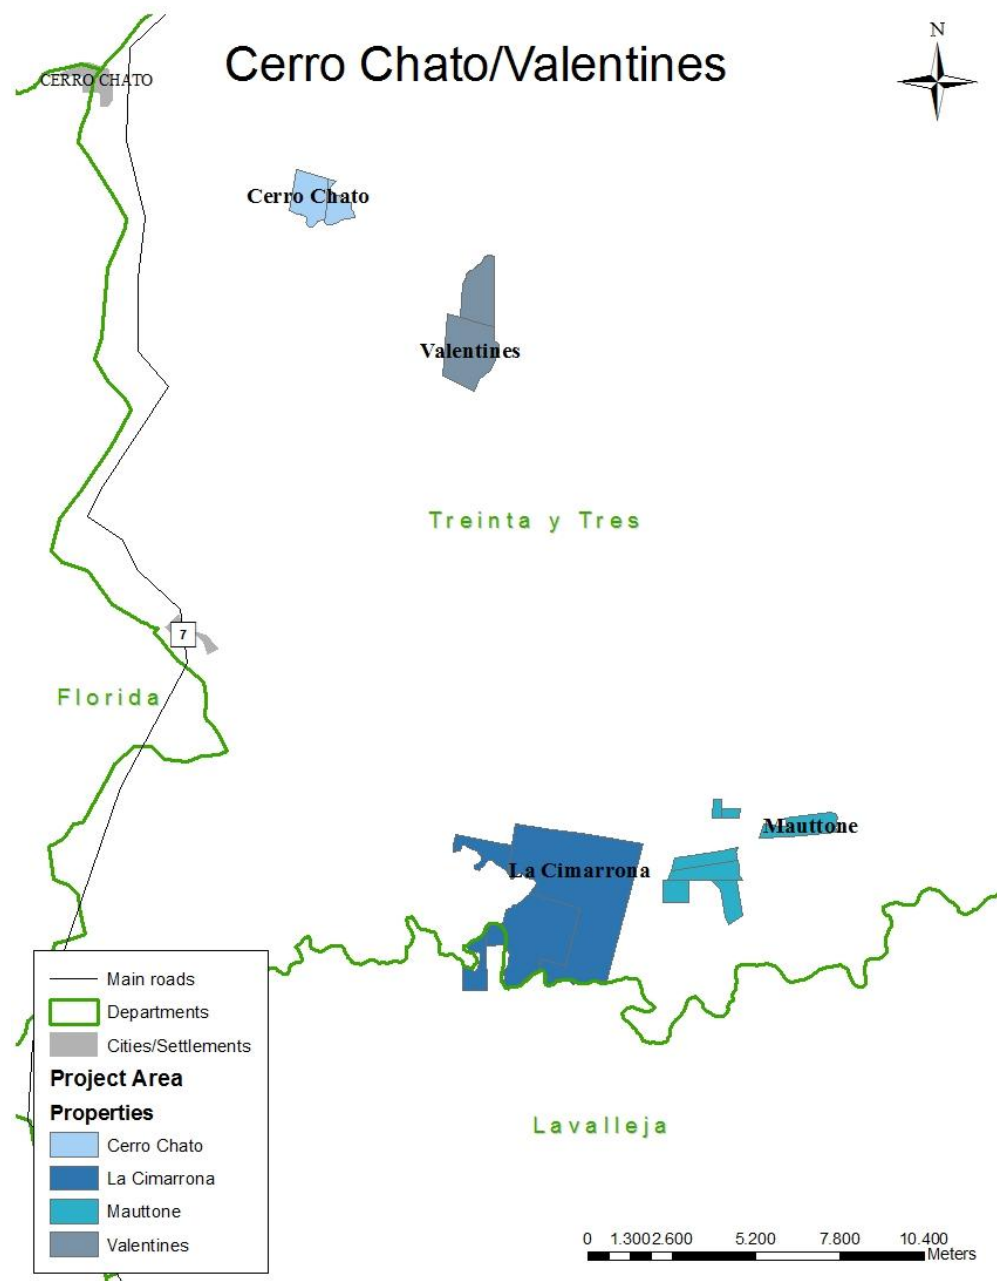 Cerro Chato/Valentines
N
CERRO CHATO
Cerro Chato
Valentines
Treinta y Tres
7
Florida
Mauttone
La Cimarrona
Main roads
Departments
Cities/Settlements
Project Area
Properties
Cerro Chato
La Cimarrona
Mauttone
Valentines
Lavalleja
0 1.300 2.600 5.200 7.800 10.400
Meters